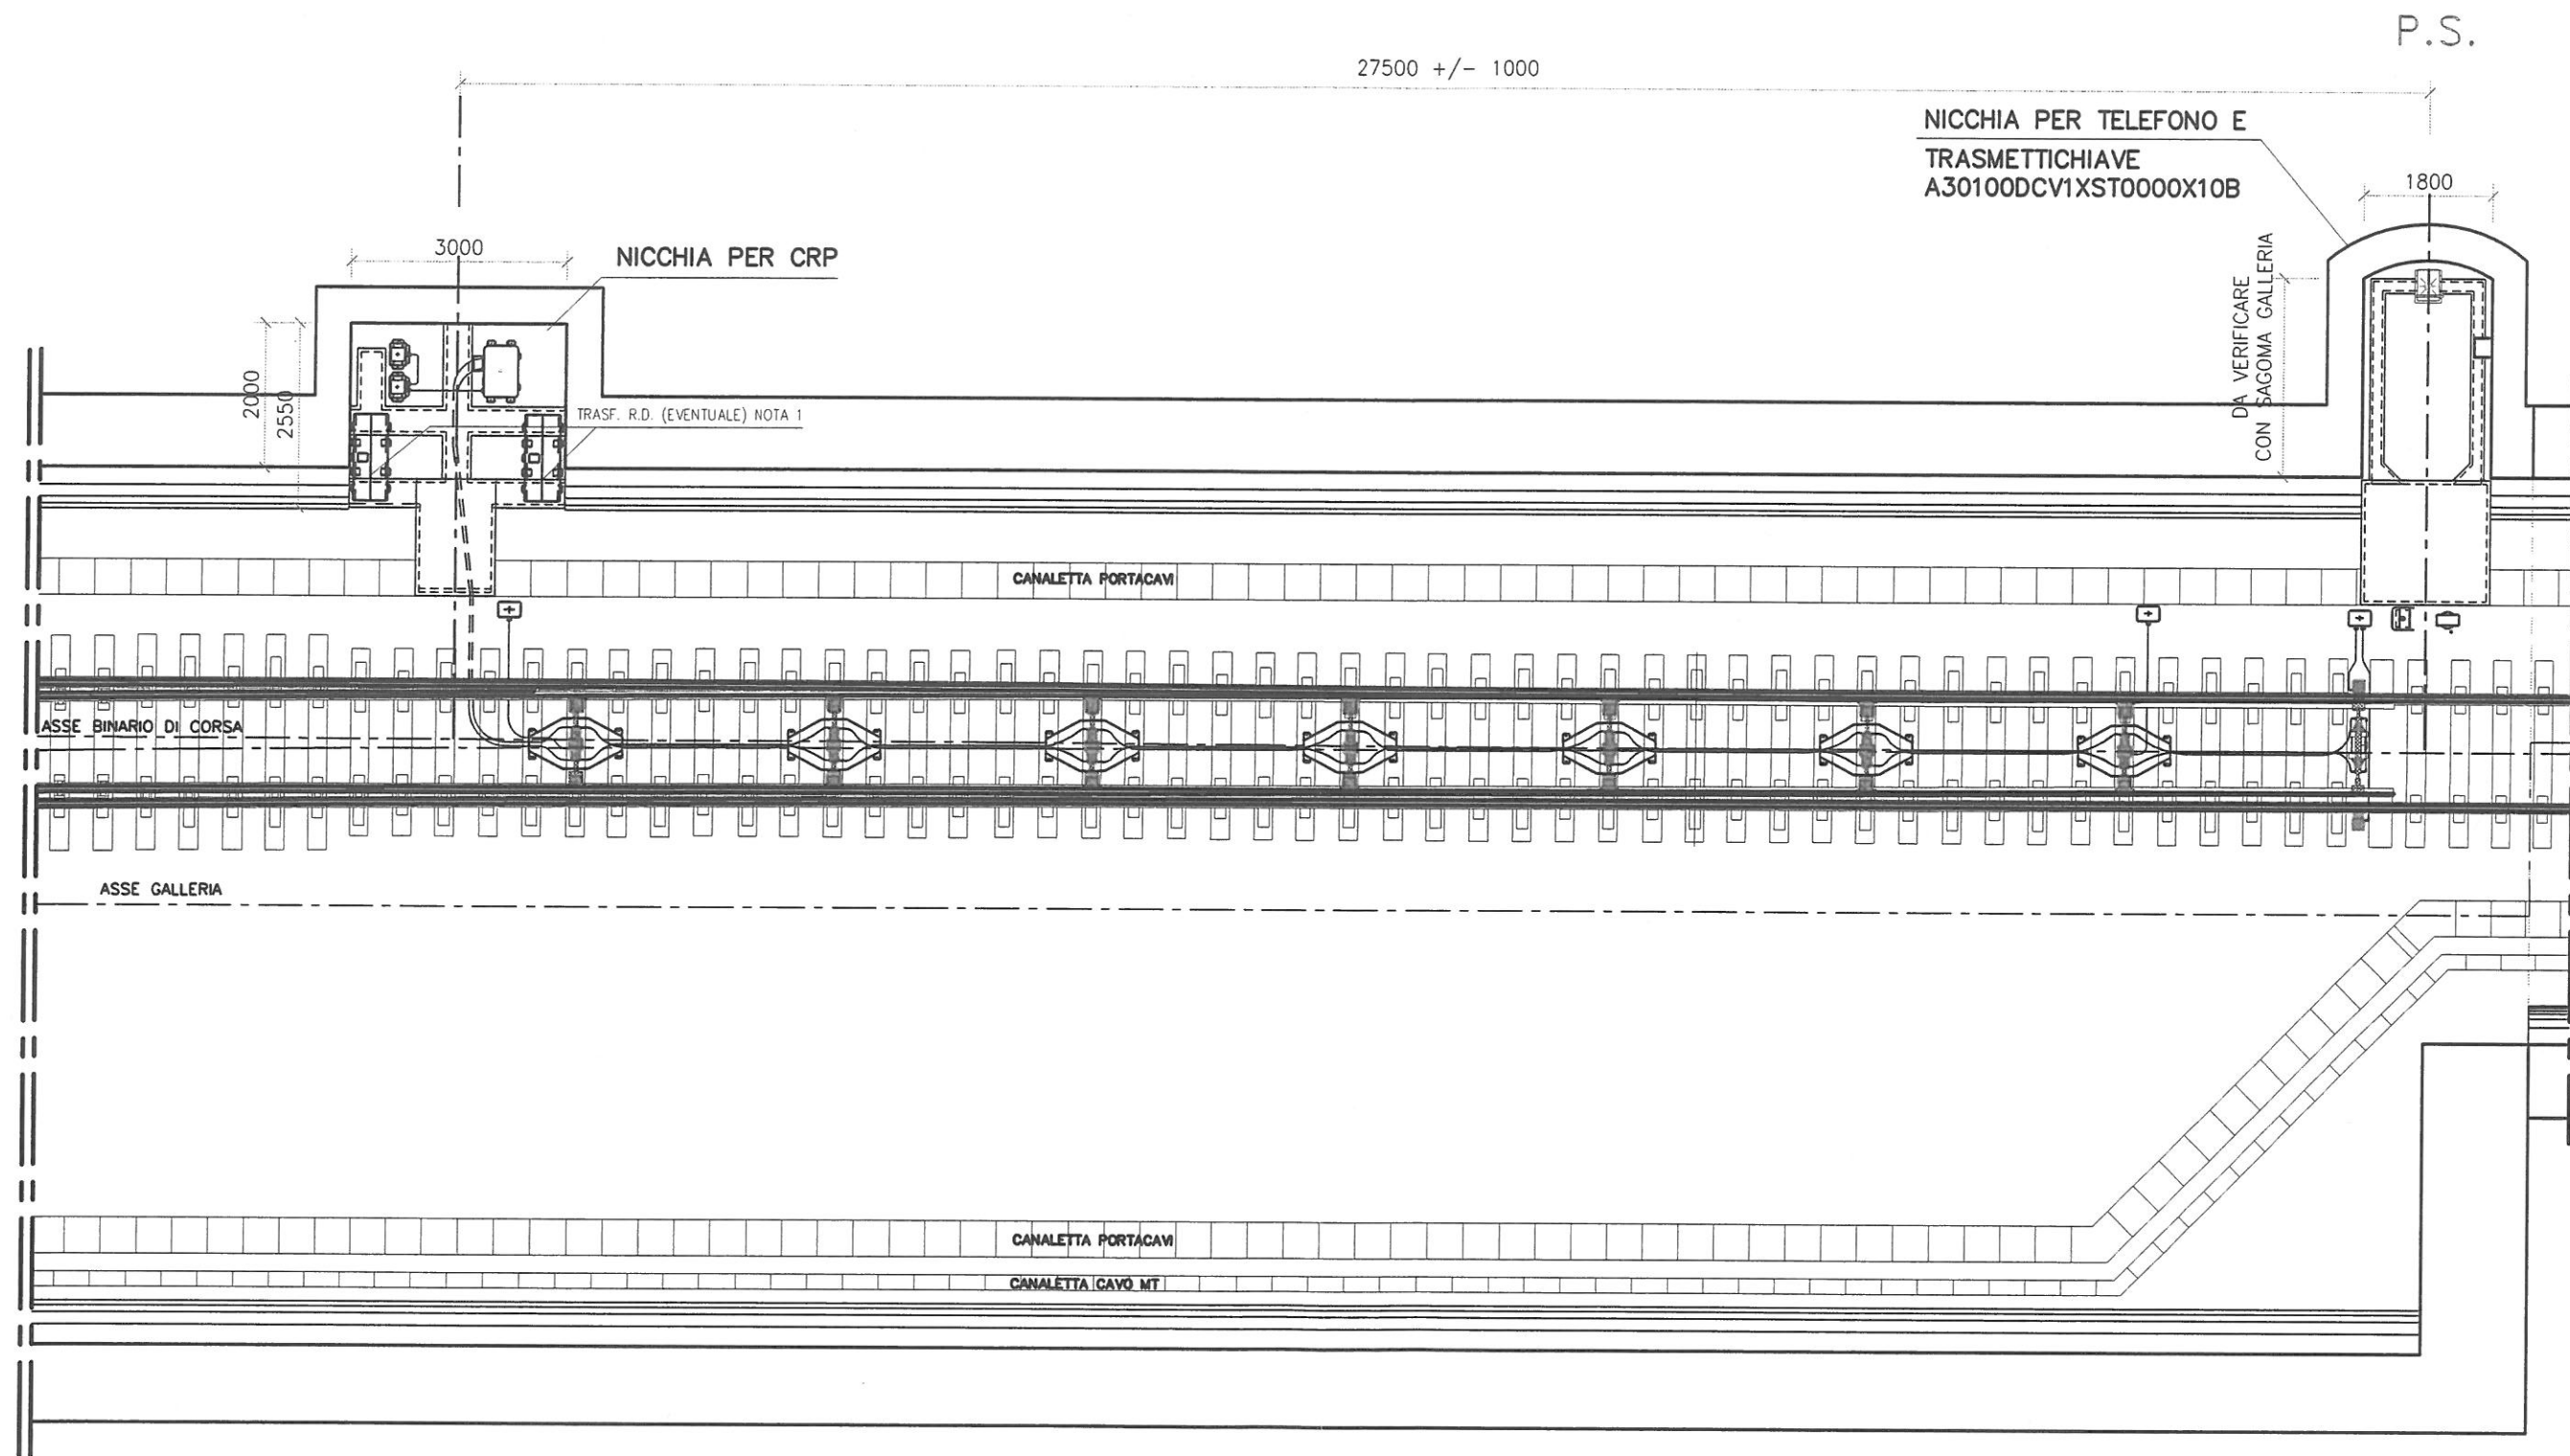 P.S.
27500 +/- 1000
NICCHIA PER TELEFONO E
TRASMETTICHIAVE
A30100DCV1XST0000X10B
1800
3000
NICCHIA PER CRP
DA VERIFICARE
CON SAGOMA GALLERIA
2000
2550
TRASF. R.D. (EVENTUALE) NOTA 1
CANALETTA PORTACAVI
ASSE BINARIO DI CORSA
ASSE GALLERIA
CANALETTA PORTACAVI
CANALETTA CAVO MT